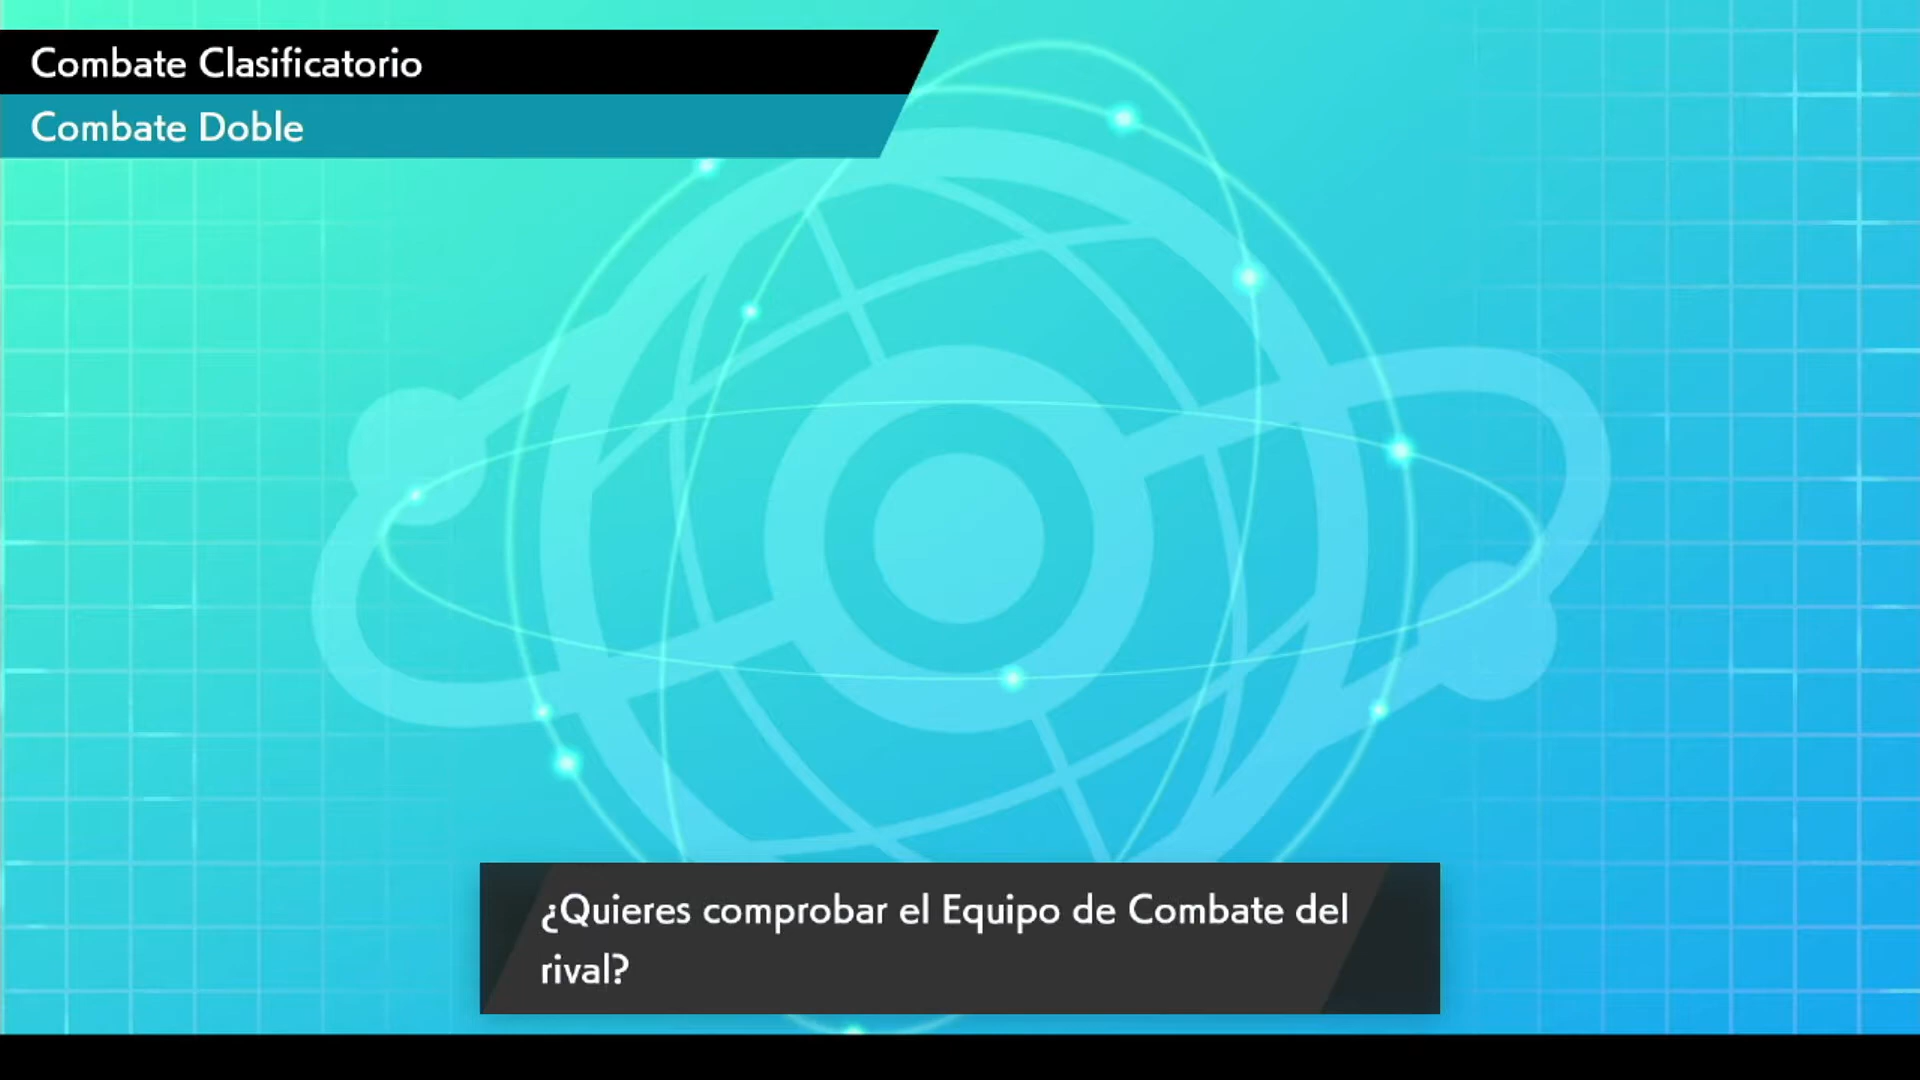 Combate Clasificatorio
Combate Doble
¿Quieres comprobar el Equipo de Combate del
rival?